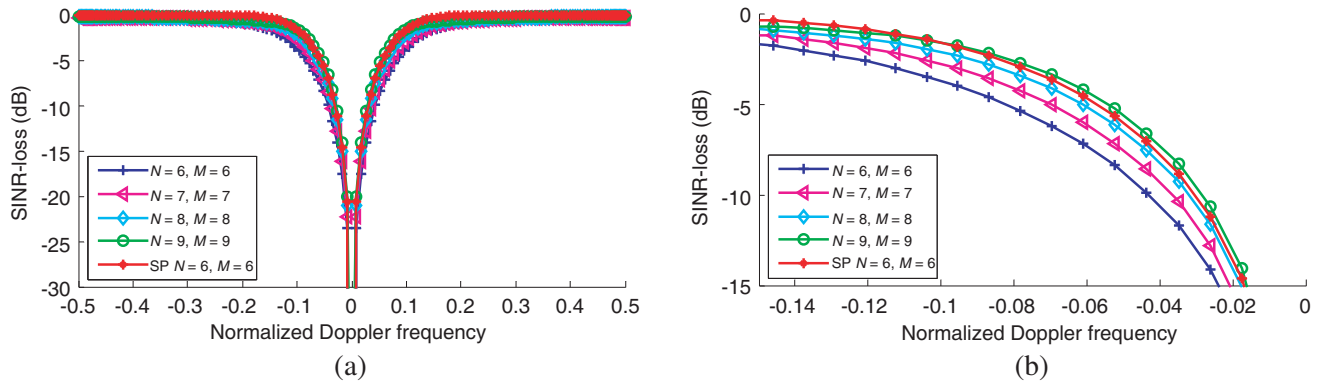 0
-5
-10
-15
-20
-25
-30
SINR-loss (dB)
N = 6, M = 6
N = 7, M = 7
N = 8, M = 8
N = 9, M = 9
SP N = 6, M = 6
-0.5 -0.4 -0.3 -0.2 -0.1 0 0.1 0.2 0.3 0.4 0.5
Normalized Doppler frequency
(a)
0
-5
-10
-15
SINR-loss (dB)
N = 6, M = 6
N = 7, M = 7
N = 8, M = 8
N = 9, M = 9
SP N = 6, M = 6
-0.14 -0.12 -0.1 -0.08 -0.06 -0.04 -0.02 0
Normalized Doppler frequency
(b)